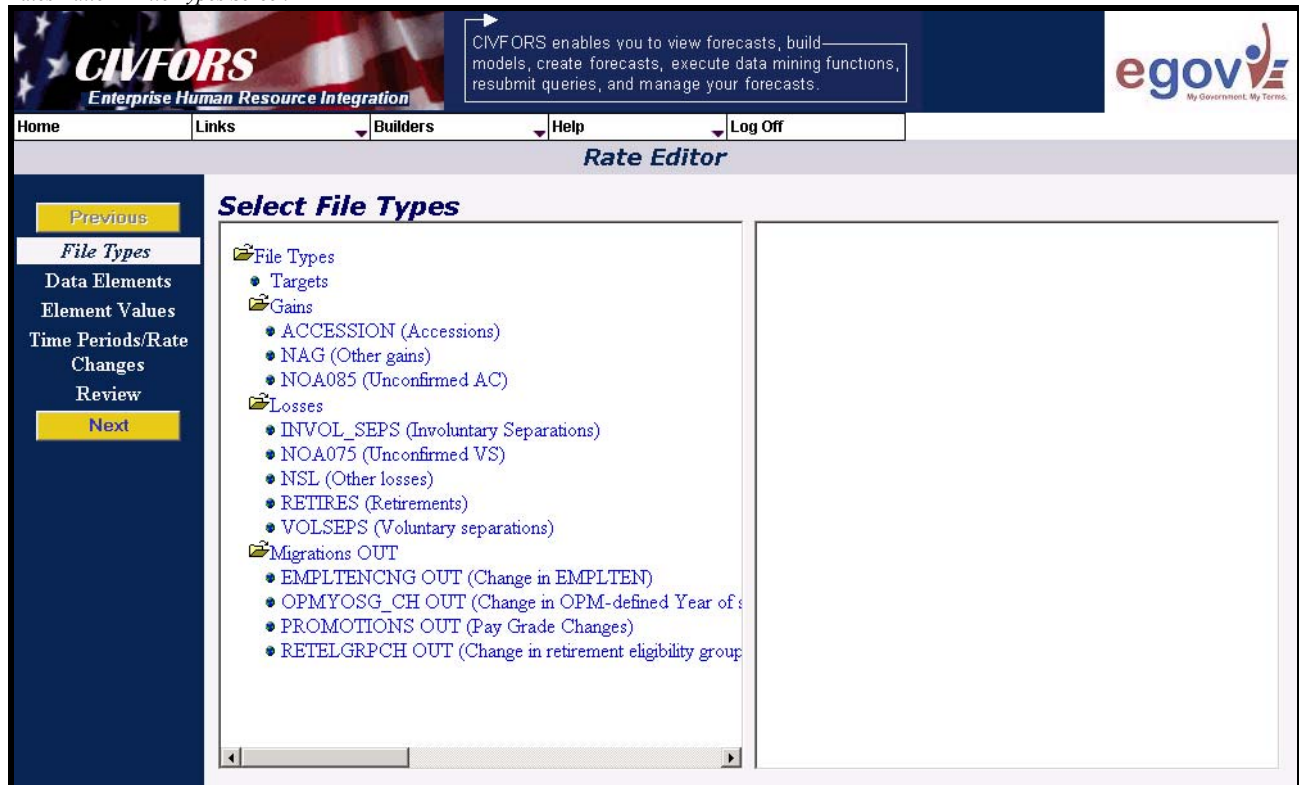 CIVFORS
Enterprise Human Resource Integration
CIVFORS enables you to view forecasts, build
models, create forecasts, execute data mining functions,
resubmit queries, and manage your forecasts.
egov
My Government. My Terms.
Home Links Builders Help Log Off
Rate Editor
Previous
File Types
Data Elements
Element Values
Time Periods/Rate
Changes
Review
Next
Select File Types
File Types
Targets
Gains
ACCESSION (Accessions)
NAG (Other gains)
NOA085 (Unconfirmed AC)
Losses
INVOL_SEPS (Involuntary Separations)
NOA075 (Unconfirmed VS)
NSL (Other losses)
RETIRES (Retirements)
VOLSEPS (Voluntary separations)
Migrations OUT
EMPLTENCNG OUT (Change in EMPLTEN)
OPMYOSG_CH OUT (Change in OPM-defined Year of s
PROMOTIONS OUT (Pay Grade Changes)
RETELGRPCH OUT (Change in retirement eligibility group